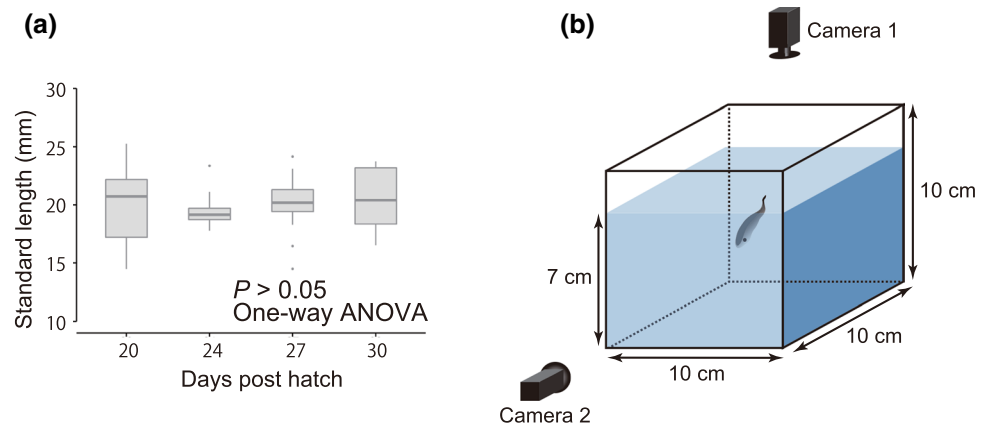 (a)
Standard length (mm)
30
25
20
15
10
P > 0.05
One-way ANOVA
20
24
27
30
Days post hatch
(b)
Camera 1
10 cm
7 cm
10 cm
10 cm
Camera 2